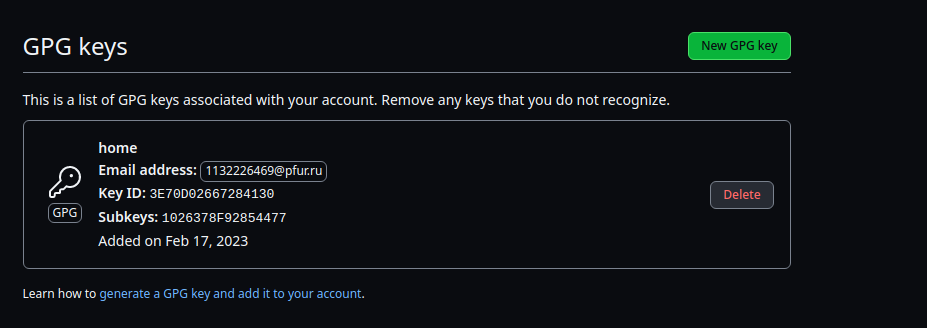 GPG keys
New GPG key
This is a list of GPG keys associated with your account. Remove any keys that you do not recognize.
home
Email address: 1132226469@pfur.ru
Key ID: 3E70D02667284130
GPG
Subkeys: 1026378F92854477
Added on Feb 17, 2023
Delete
Learn how to generate a GPG key and add it to your account.